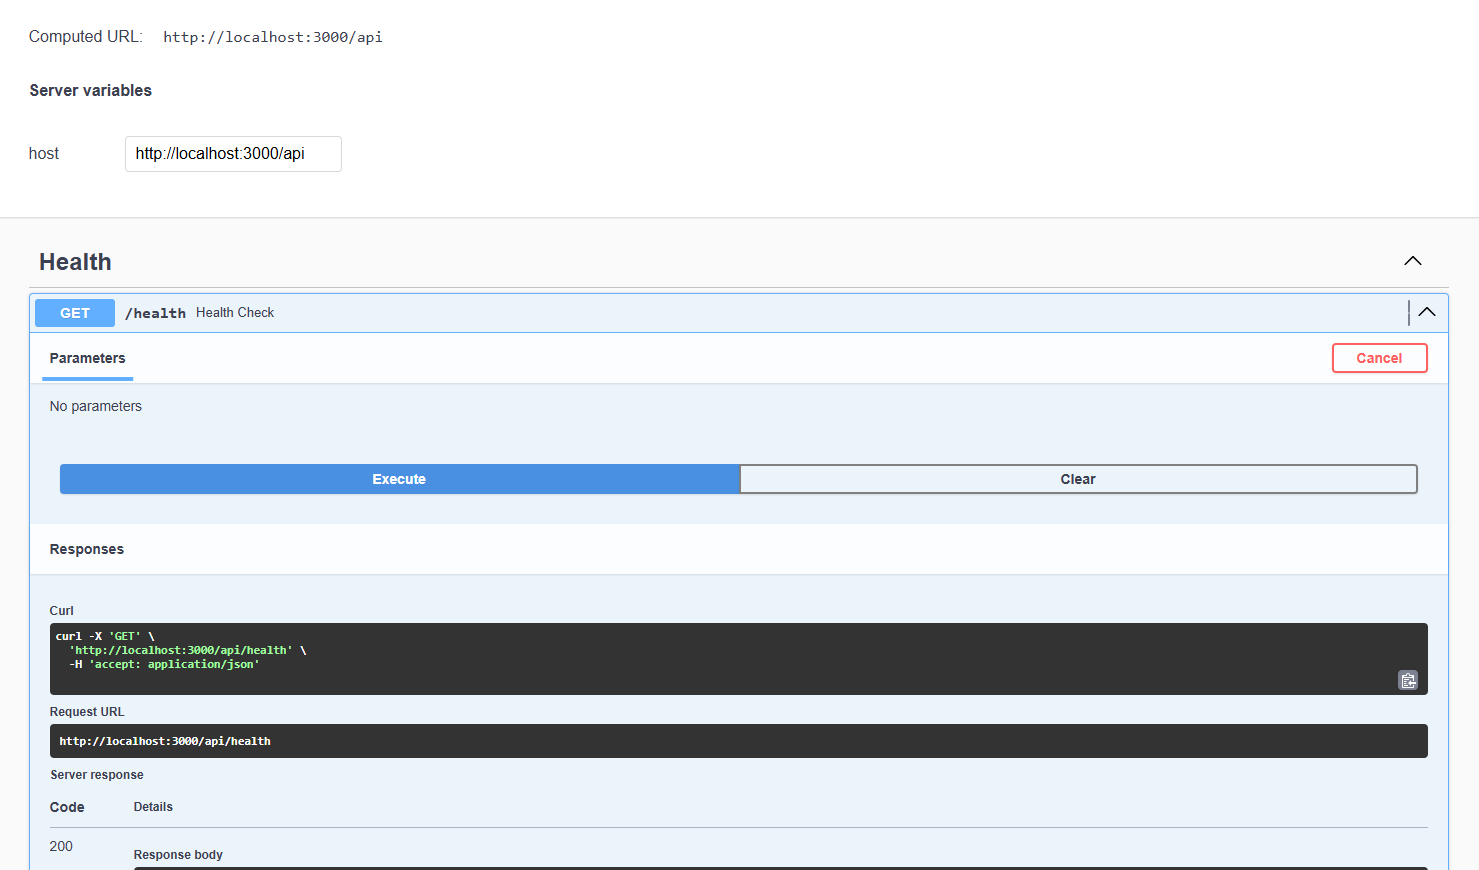 Computed URL: http://localhost:3000/api
Server variables
host http://localhost:3000/api
Health
GET /health Health Check
Parameters Cancel
No parameters
Execute Clear
Responses
Curl
curl -X 'GET' \
'http://localhost:3000/api/health' \
-H 'accept: application/json'
Request URL
http://localhost:3000/api/health
Server response
Code Details
200
Response body